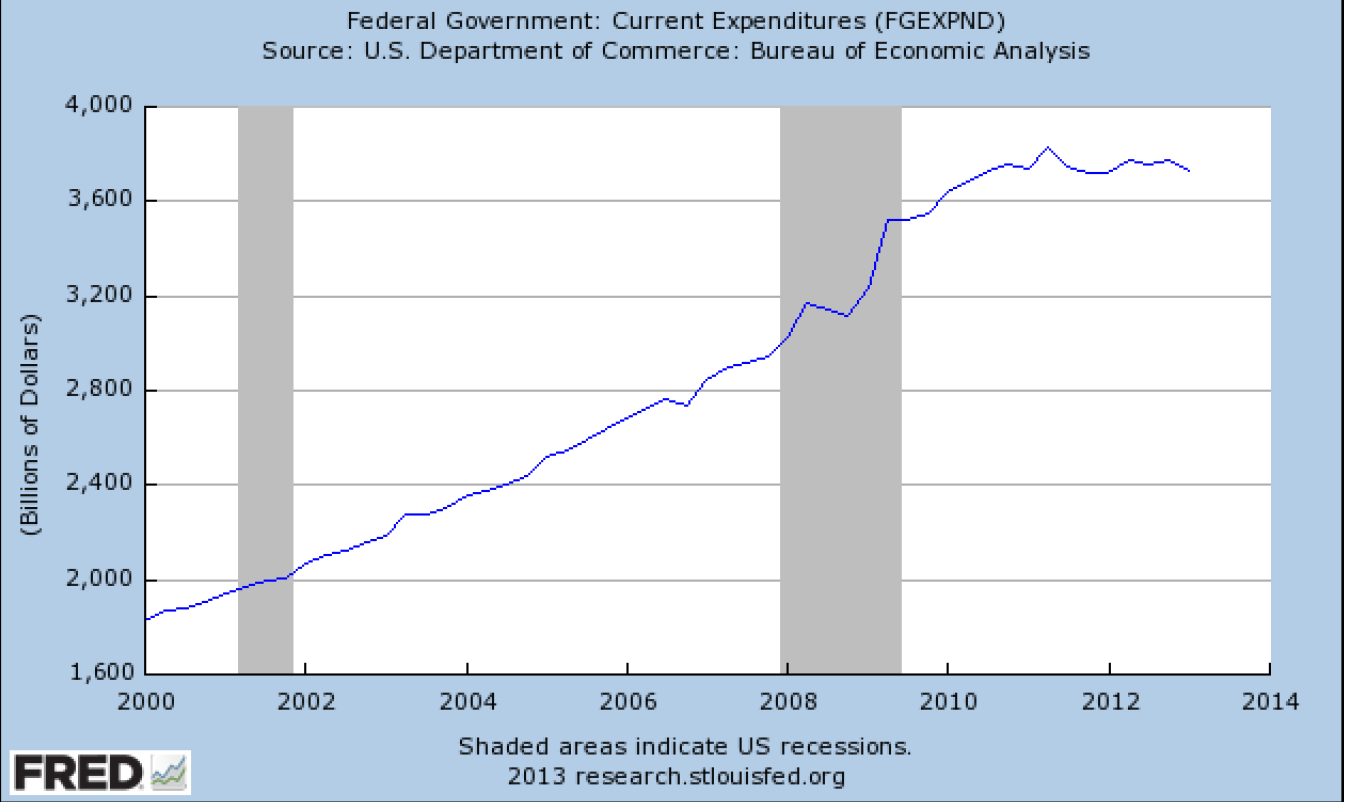 Federal Government: Current Expenditures (FGEXPND)
Source: U.S. Department of Commerce: Bureau of Economic Analysis
(Billions of Dollars)
4,000
3,600
3,200
2,800
2,400
2,000
1,600
2000 2002 2004 2006 2008 2010 2012 2014
Shaded areas indicate US recessions.
2013 research.stlouisfed.org
FRED